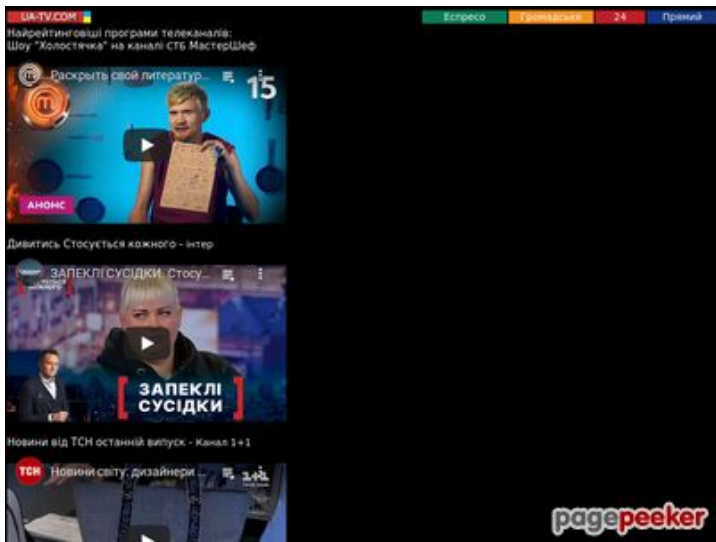 UA-TV.COM
Еспресо Громадське 24 Прямий
Найрейтинговіші програми телеканалів:
Шоу "Холостячка" на каналі СТБ МастерШеф
Раскрыть свой литератур...
15
АНОНС
Дивитись Стосується кожного - інтер
ЗАПЕКЛІ СУСІДКИ. Стосу...
ЗАПЕКЛІ
СУСІДКИ
Новини від ТСН останній випуск - Канал 1+1
ТСН Новини світу: дизайнери ...
1+1
pagepeeker